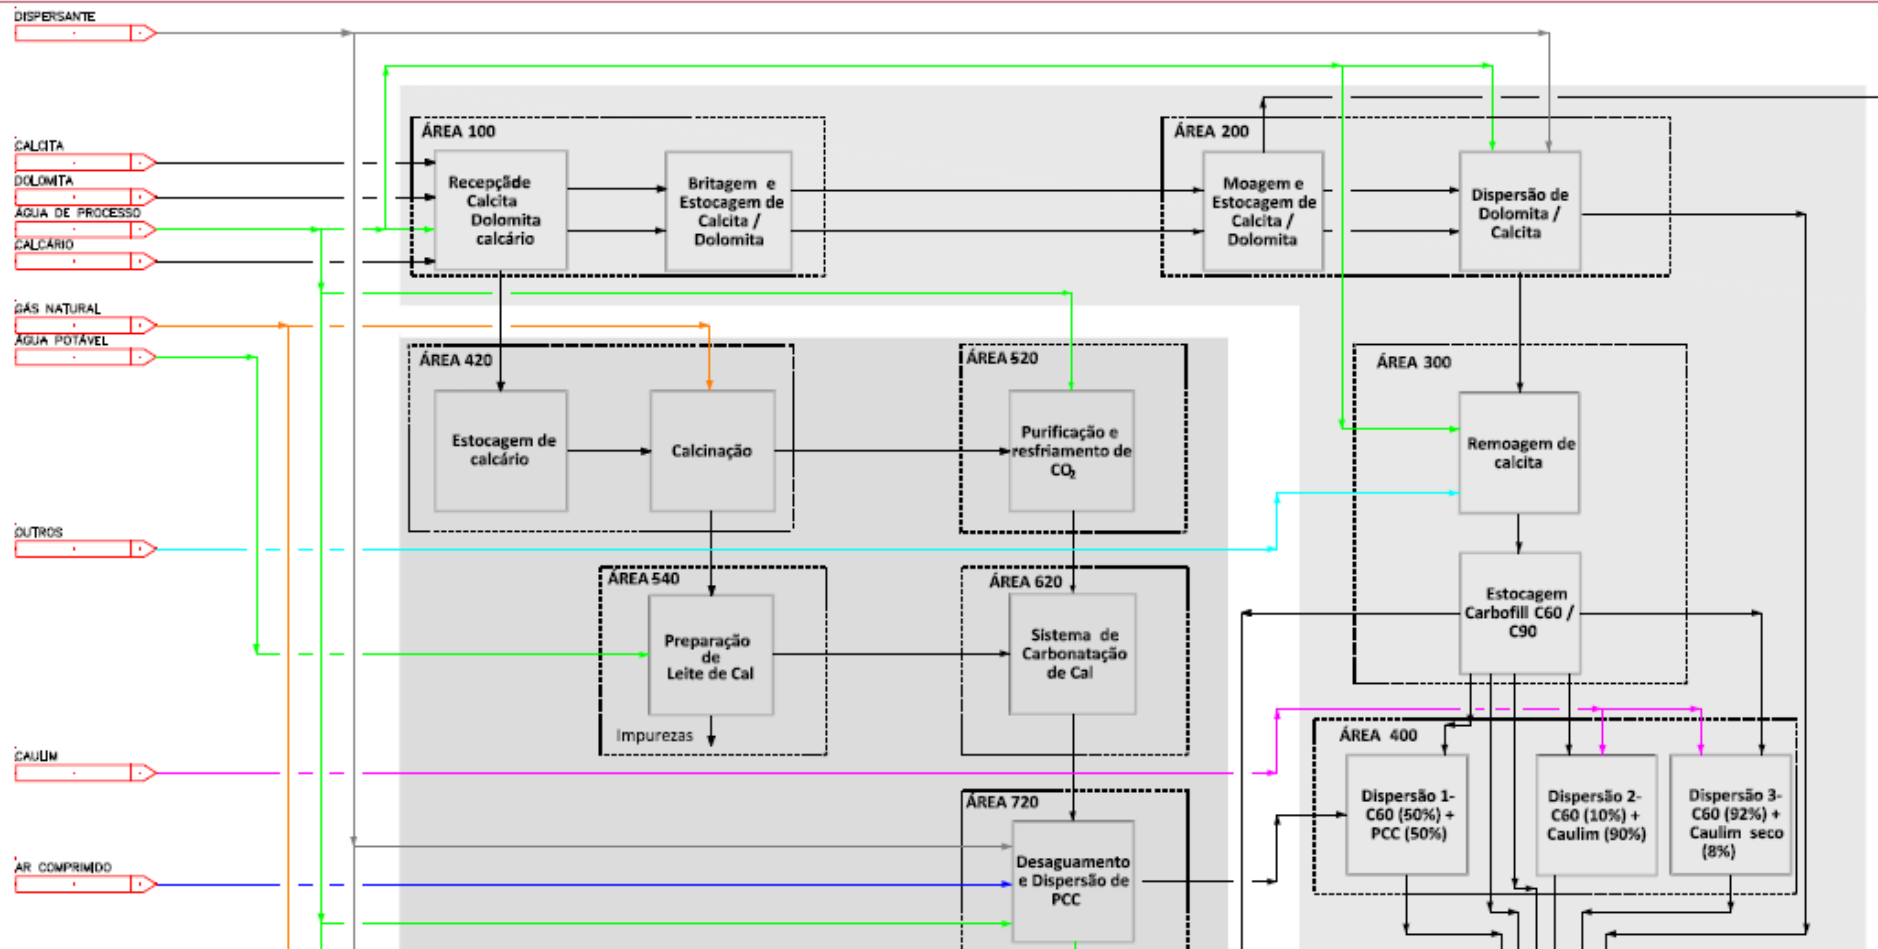 DISPERSANTE
CALCITA
DOLOMITA
ÁGUA DE PROCESSO
CALCÁRIO
GÁS NATURAL
ÁGUA POTÁVEL
OUTROS
CAULIM
AR COMPRIMIDO
ÁREA 100
Recepçãde
Calcita
Dolomita
calcário
Britagem e
Estocagem de
Calcita /
Dolomita
ÁREA 200
Moagem e
Estocagem de
Calcita /
Dolomita
Dispersão de
Dolomita /
Calcita
ÁREA 420
Estocagem de
calcário
Calcinação
ÁREA 520
Purificação e
resfriamento de
CO₂
ÁREA 300
Remoagem de
calcita
Estocagem
Carbofill C60 /
C90
ÁREA 540
Preparação
de
Leite de Cal
Impurezas
ÁREA 620
Sistema de
Carbonatação
de Cal
ÁREA 720
Desaguamento
e Dispersão de
PCC
ÁREA 400
Dispersão 1-
C60 (50%) +
PCC (50%)
Dispersão 2-
C60 (10%) +
Caulim (90%)
Dispersão 3-
C60 (92%) +
Caulim seco
(8%)